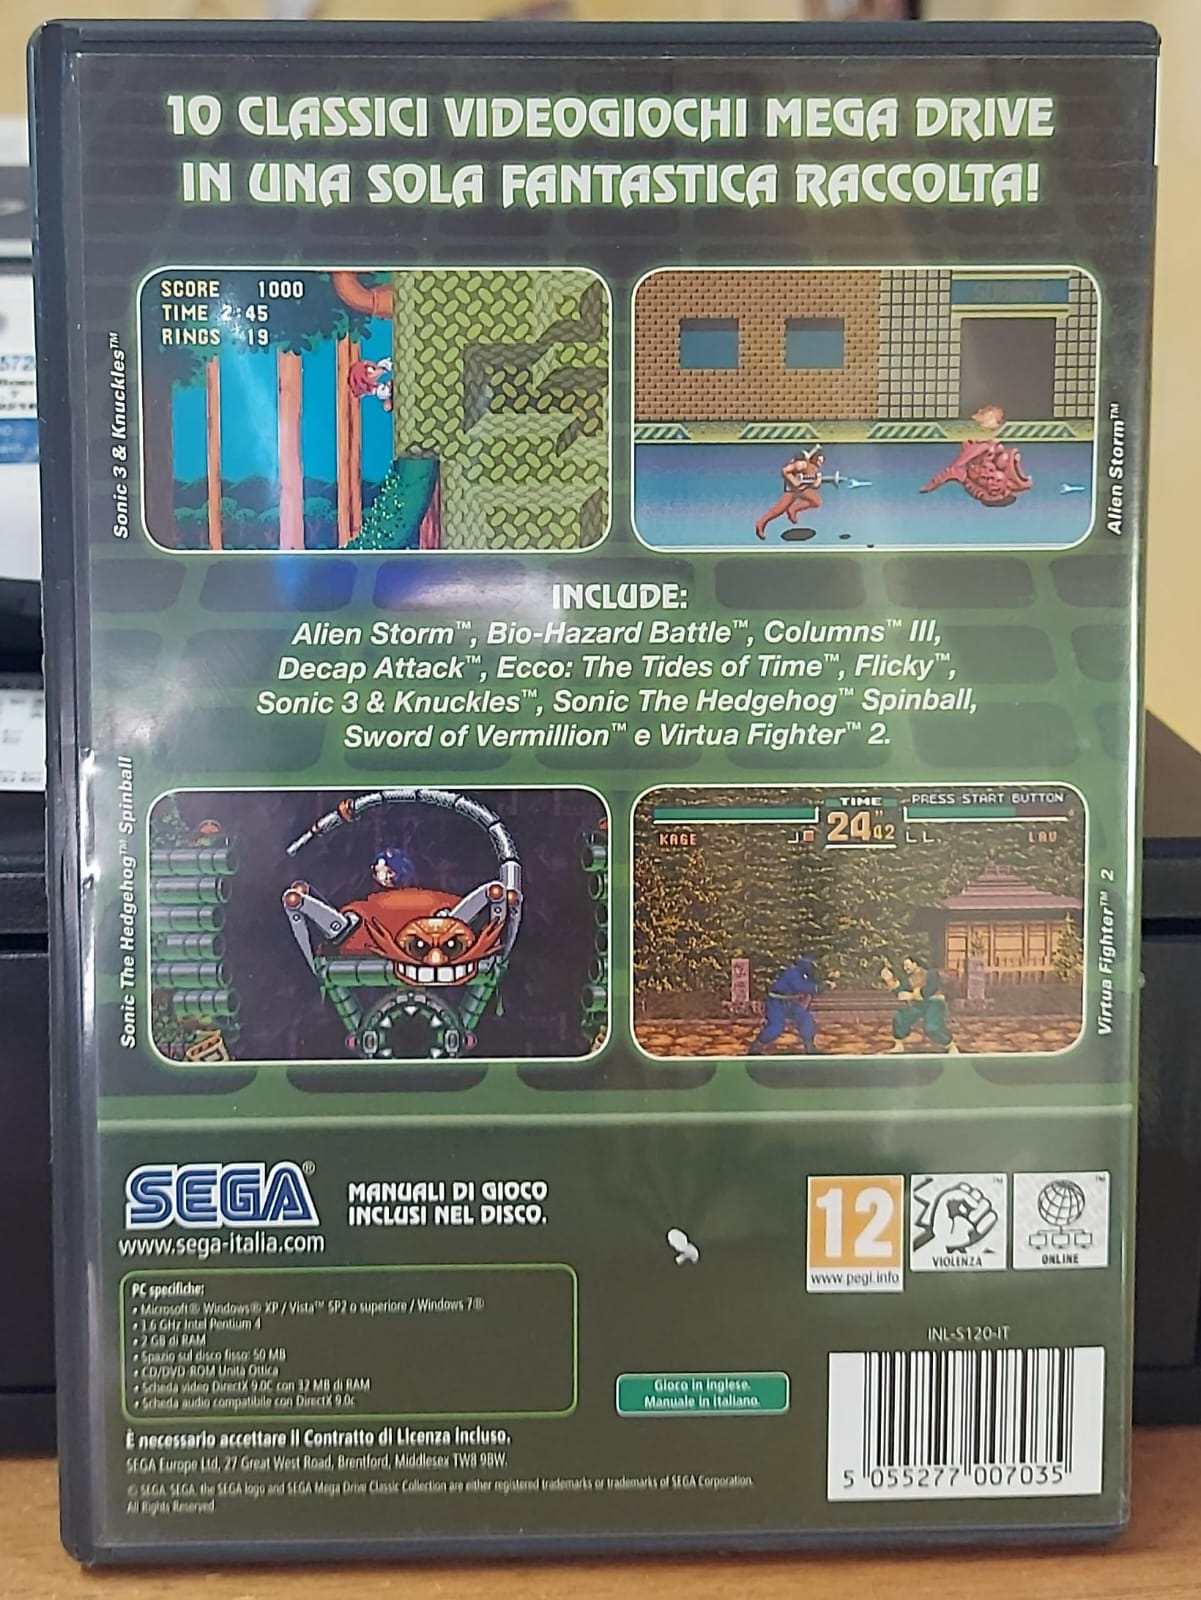 10 CLASSICI VIDEOGIOCHI MEGA DRIVE
IN UNA SOLA FANTASTICA RACCOLTA!
SCORE 1000
TIME 2:45
RINGS 19
Sonic 3 & Knuckles™
Alien Storm™
INCLUDE:
Alien Storm™, Bio-Hazard Battle™, Columns™ III,
Decap Attack™, Ecco: The Tides of Time™, Flicky™,
Sonic 3 & Knuckles™, Sonic The Hedgehog™ Spinball,
Sword of Vermillion™ e Virtua Fighter™ 2.
Sonic The Hedgehog™ Spinball
TIME PRESS START BUTTON
24"02
KAGE
LAU
Virtua Fighter™ 2
SEGA®
www.sega-italia.com
MANUALI DI GIOCO
INCLUSI NEL DISCO.
12
www.pegi.info
VIOLENZA
ONLINE
PC specifiche:
• Microsoft® Windows® XP / Vista™ SP2 o superiore / Windows 7®
• 1.6 GHz Intel Pentium 4
• 2 GB di RAM
• Spazio sul disco fisso: 50 MB
• CD/DVD-ROM Unità Ottica
• Scheda video DirectX 9.0C con 32 MB di RAM
• Scheda audio compatibile con DirectX 9.0c
Gioco in inglese.
Manuale in italiano.
INL-S120-IT
5 055277 007035
È necessario accettare il Contratto di Licenza incluso.
SEGA Europe Ltd, 27 Great West Road, Brentford, Middlesex TW8 9BW.
© SEGA. SEGA, the SEGA logo and SEGA Mega Drive Classic Collection are either registered trademarks or trademarks of SEGA Corporation.
All Rights Reserved